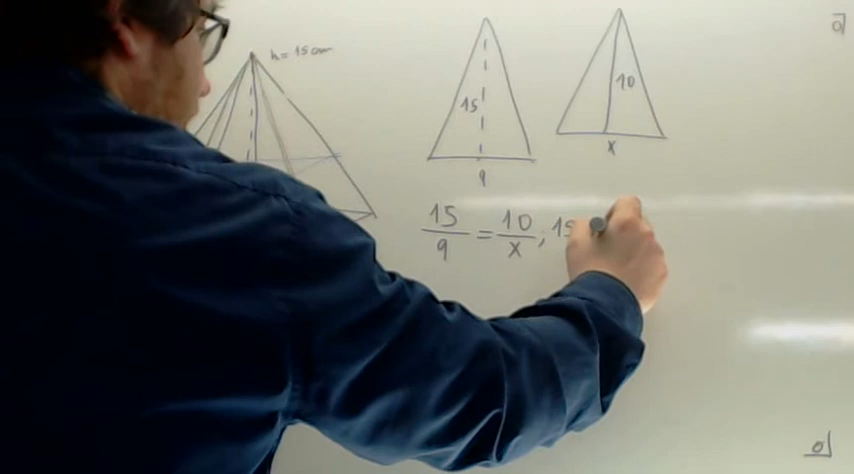 h = 15 cm
15
9
10
x
15/9 = 10/x ; 15